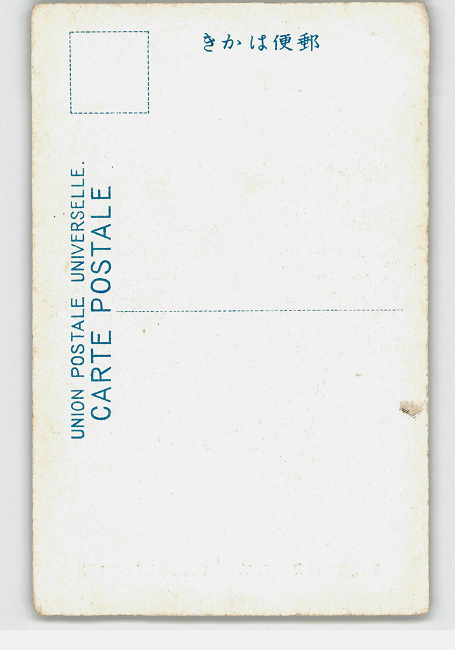 きかは便郵
UNION POSTALE UNIVERSELLE.
CARTE POSTALE